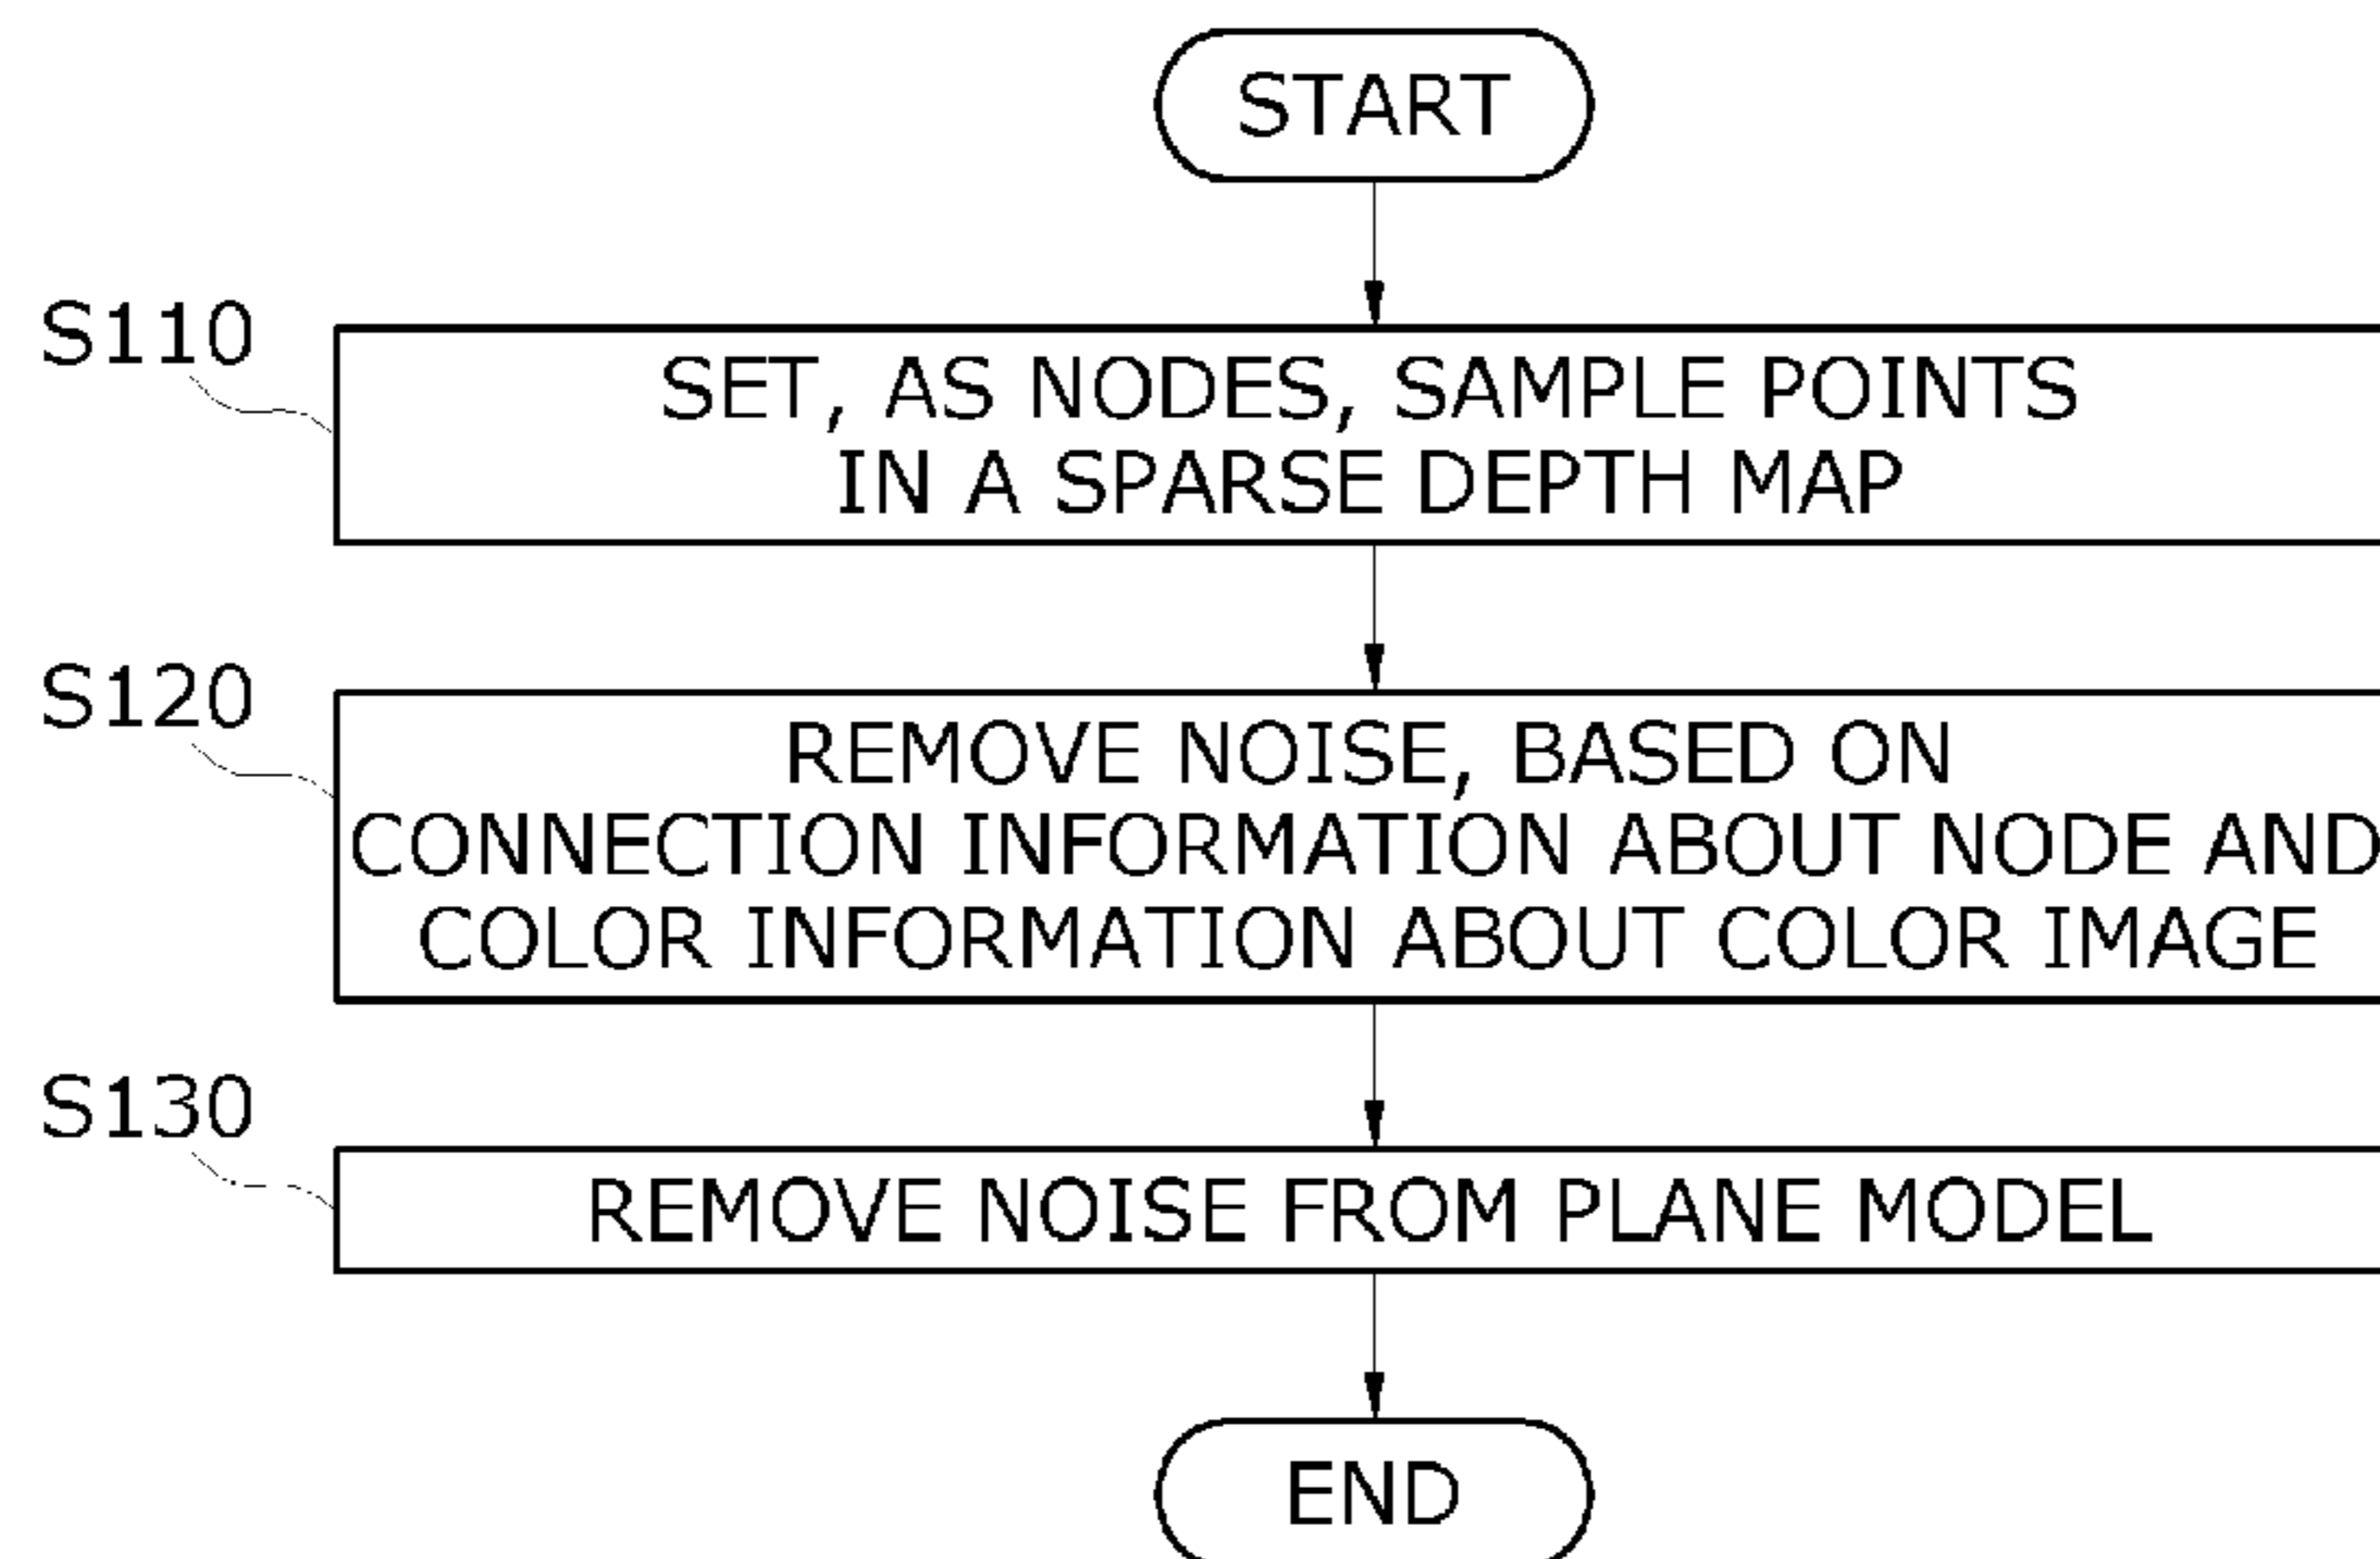 START
S110
SET, AS NODES, SAMPLE POINTS
IN A SPARSE DEPTH MAP
S120
REMOVE NOISE, BASED ON
CONNECTION INFORMATION ABOUT NODE AND
COLOR INFORMATION ABOUT COLOR IMAGE
S130
REMOVE NOISE FROM PLANE MODEL
END